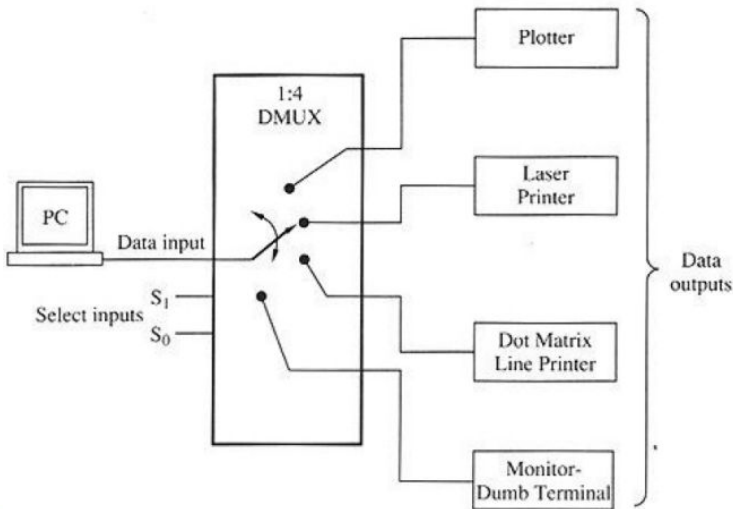 Plotter
1:4
DMUX
Laser
Printer
PC
Data input
Data
outputs
Select inputs
S₁
S₀
Dot Matrix
Line Printer
Monitor-
Dumb Terminal